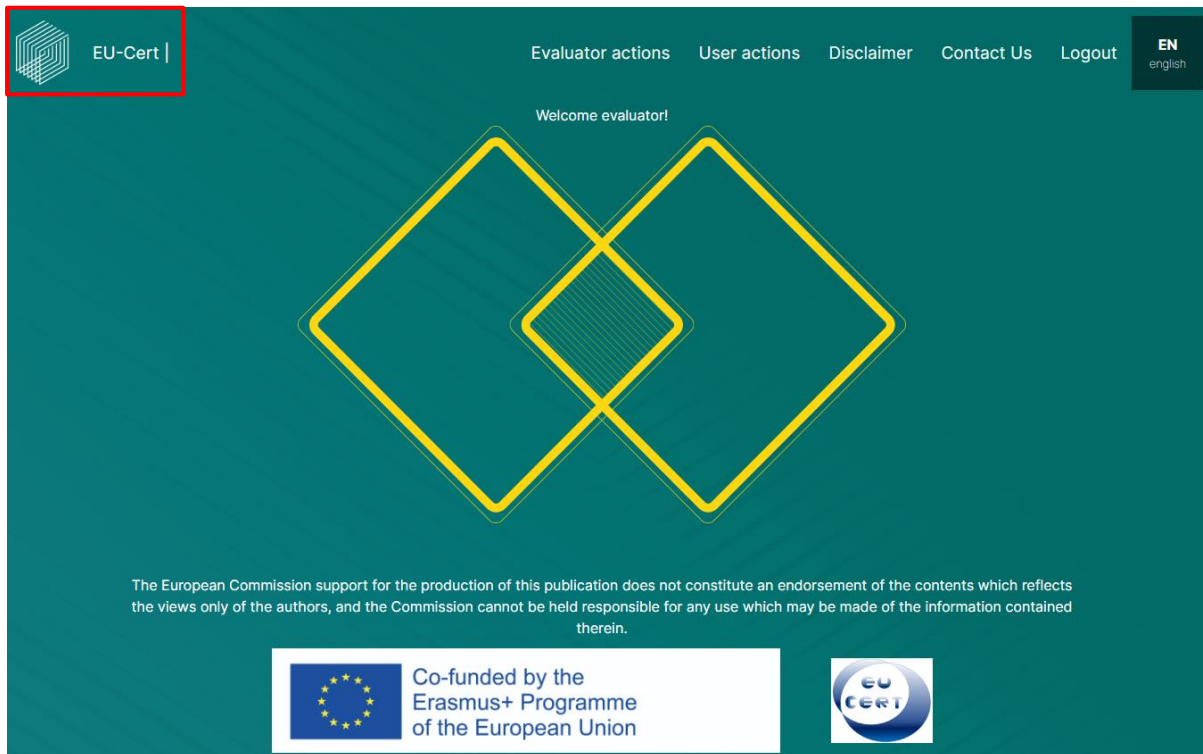 EU-Cert |
Evaluator actions User actions Disclaimer Contact Us Logout
EN
english
Welcome evaluator!
The European Commission support for the production of this publication does not constitute an endorsement of the contents which reflects
the views only of the authors, and the Commission cannot be held responsible for any use which may be made of the information contained
therein.
Co-funded by the
Erasmus+ Programme
of the European Union
EU
CERT